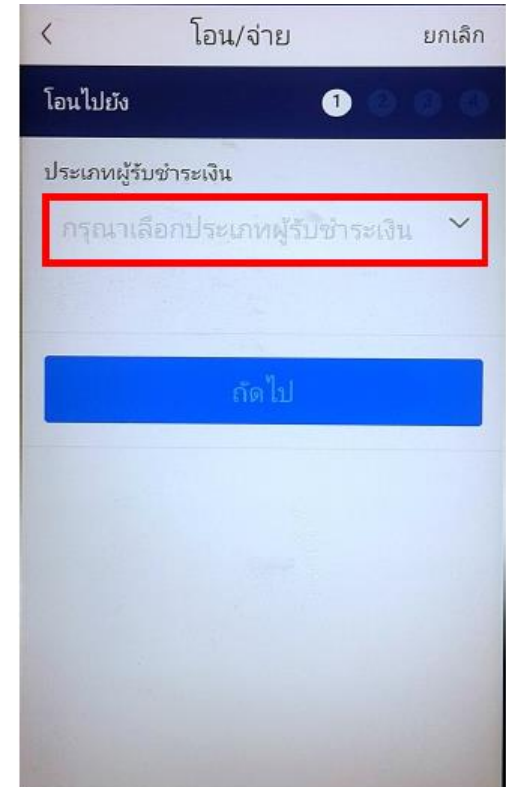 โอน/จ่าย ยกเลิก
โอนไปยัง 1 2 3 4
ประเภทผู้รับชำระเงิน
กรุณาเลือกประเภทผู้รับชำระเงิน
ถัดไป